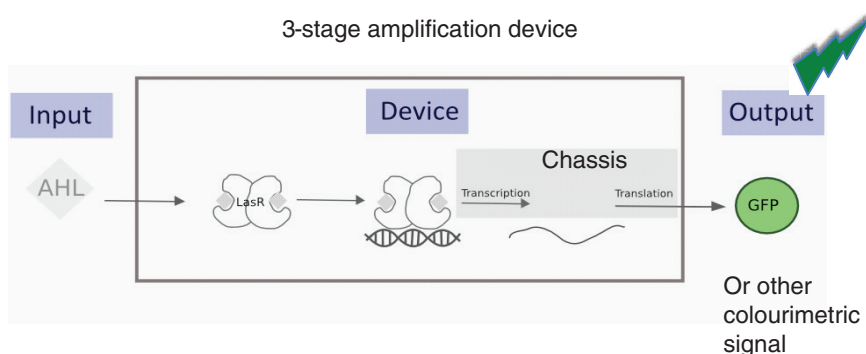 3-stage amplification device
Input
Device
Output
Chassis
AHL
LasR
Transcription
Translation
GFP
Or other
colourimetric
signal